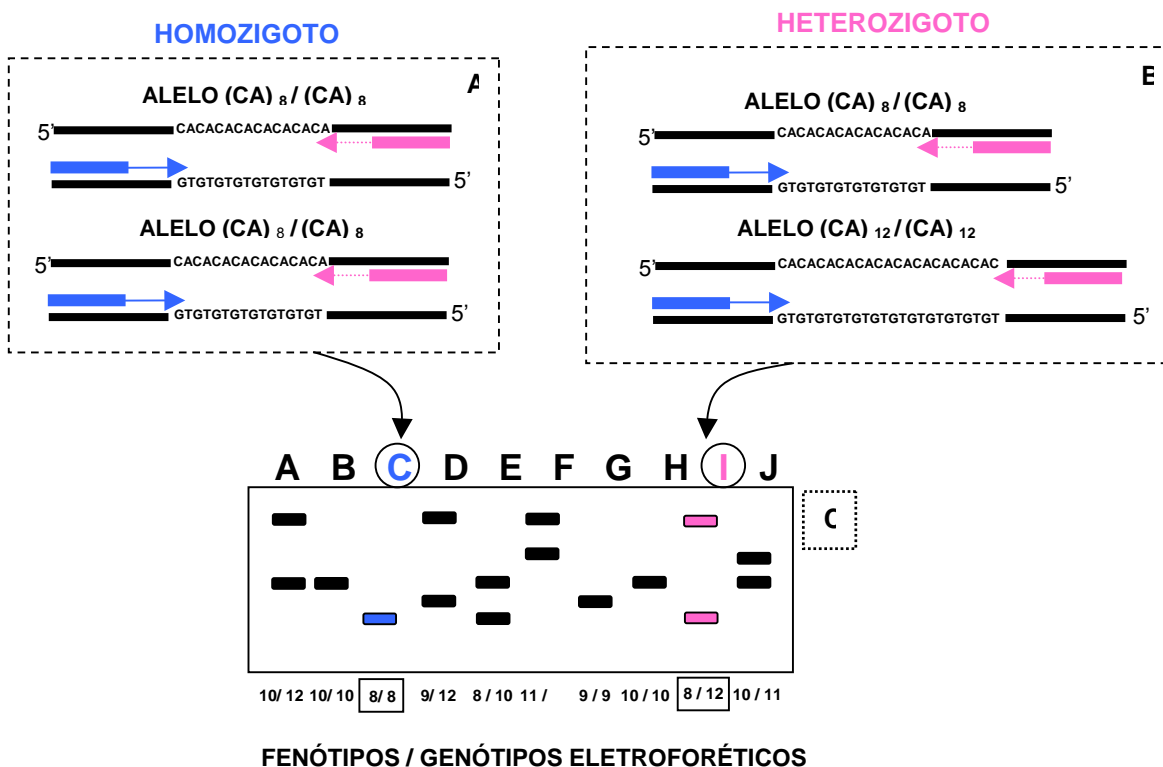 HOMOZIGOTO
A
ALELO (CA) 8 / (CA) 8
5’ CACACACACACACACA
GTGTGTGTGTGTGTGT 5’
ALELO (CA) 8 / (CA) 8
5’ CACACACACACACACA
GTGTGTGTGTGTGTGT 5’
HETEROZIGOTO
B
ALELO (CA) 8 / (CA) 8
5’ CACACACACACACACA
GTGTGTGTGTGTGTGT 5’
ALELO (CA) 12 / (CA) 12
5’ CACACACACACACACACACACAC
GTGTGTGTGTGTGTGTGTGTGTGT 5’
A B C D E F G H I J
C
10/ 12 10/ 10 8/ 8 9/ 12 8 / 10 11 / 9 / 9 10 / 10 8 / 12 10 / 11
FENÓTIPOS / GENÓTIPOS ELETROFORÉTICOS